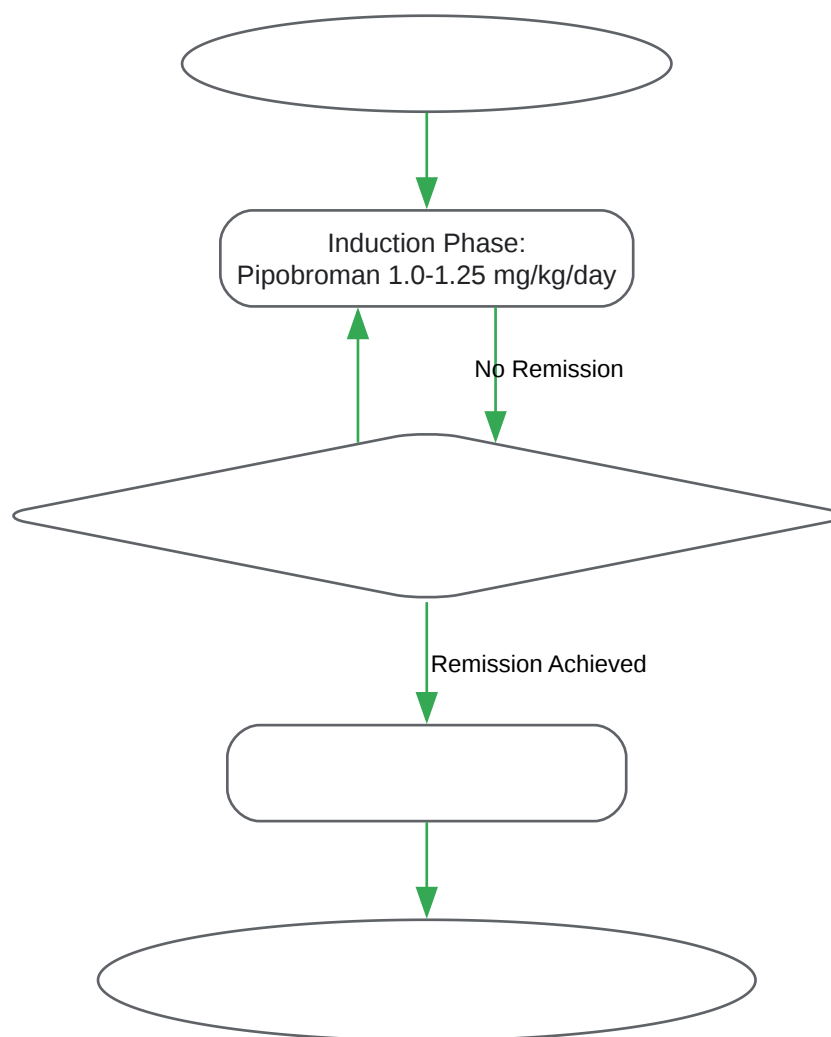 Induction Phase:
Pipobroman 1.0-1.25 mg/kg/day
No Remission
Remission Achieved